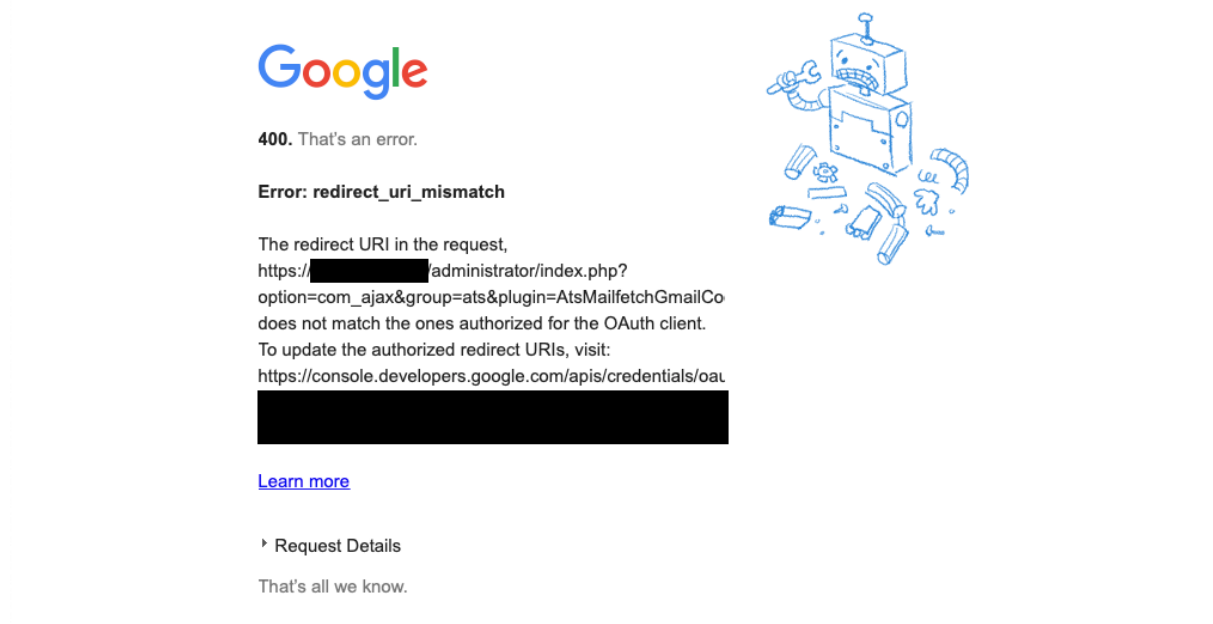 Google
400. That's an error.
Error: redirect_uri_mismatch
The redirect URI in the request,
https:// /administrator/index.php?
option=com_ajax&group=ats&plugin=AtsMailfetchGmailCo
does not match the ones authorized for the OAuth client.
To update the authorized redirect URIs, visit:
https://console.developers.google.com/apis/credentials/oau
Learn more
Request Details
That's all we know.